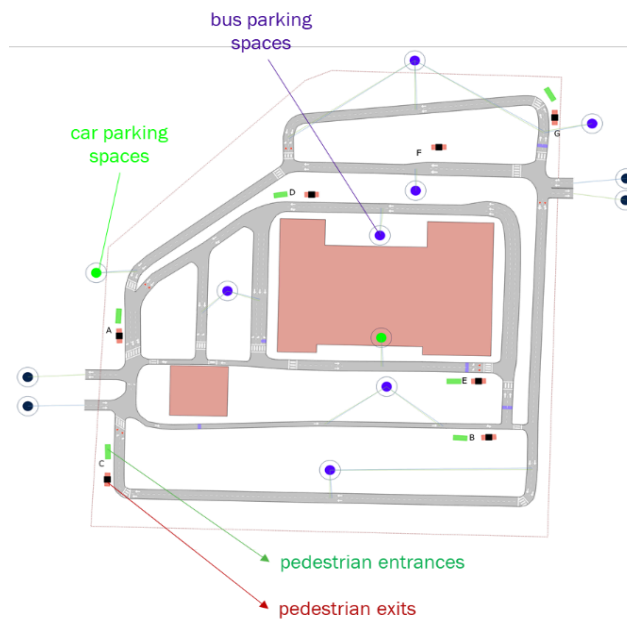 bus parking
spaces
car parking
spaces
G
F
D
A
E
B
C
pedestrian entrances
pedestrian exits